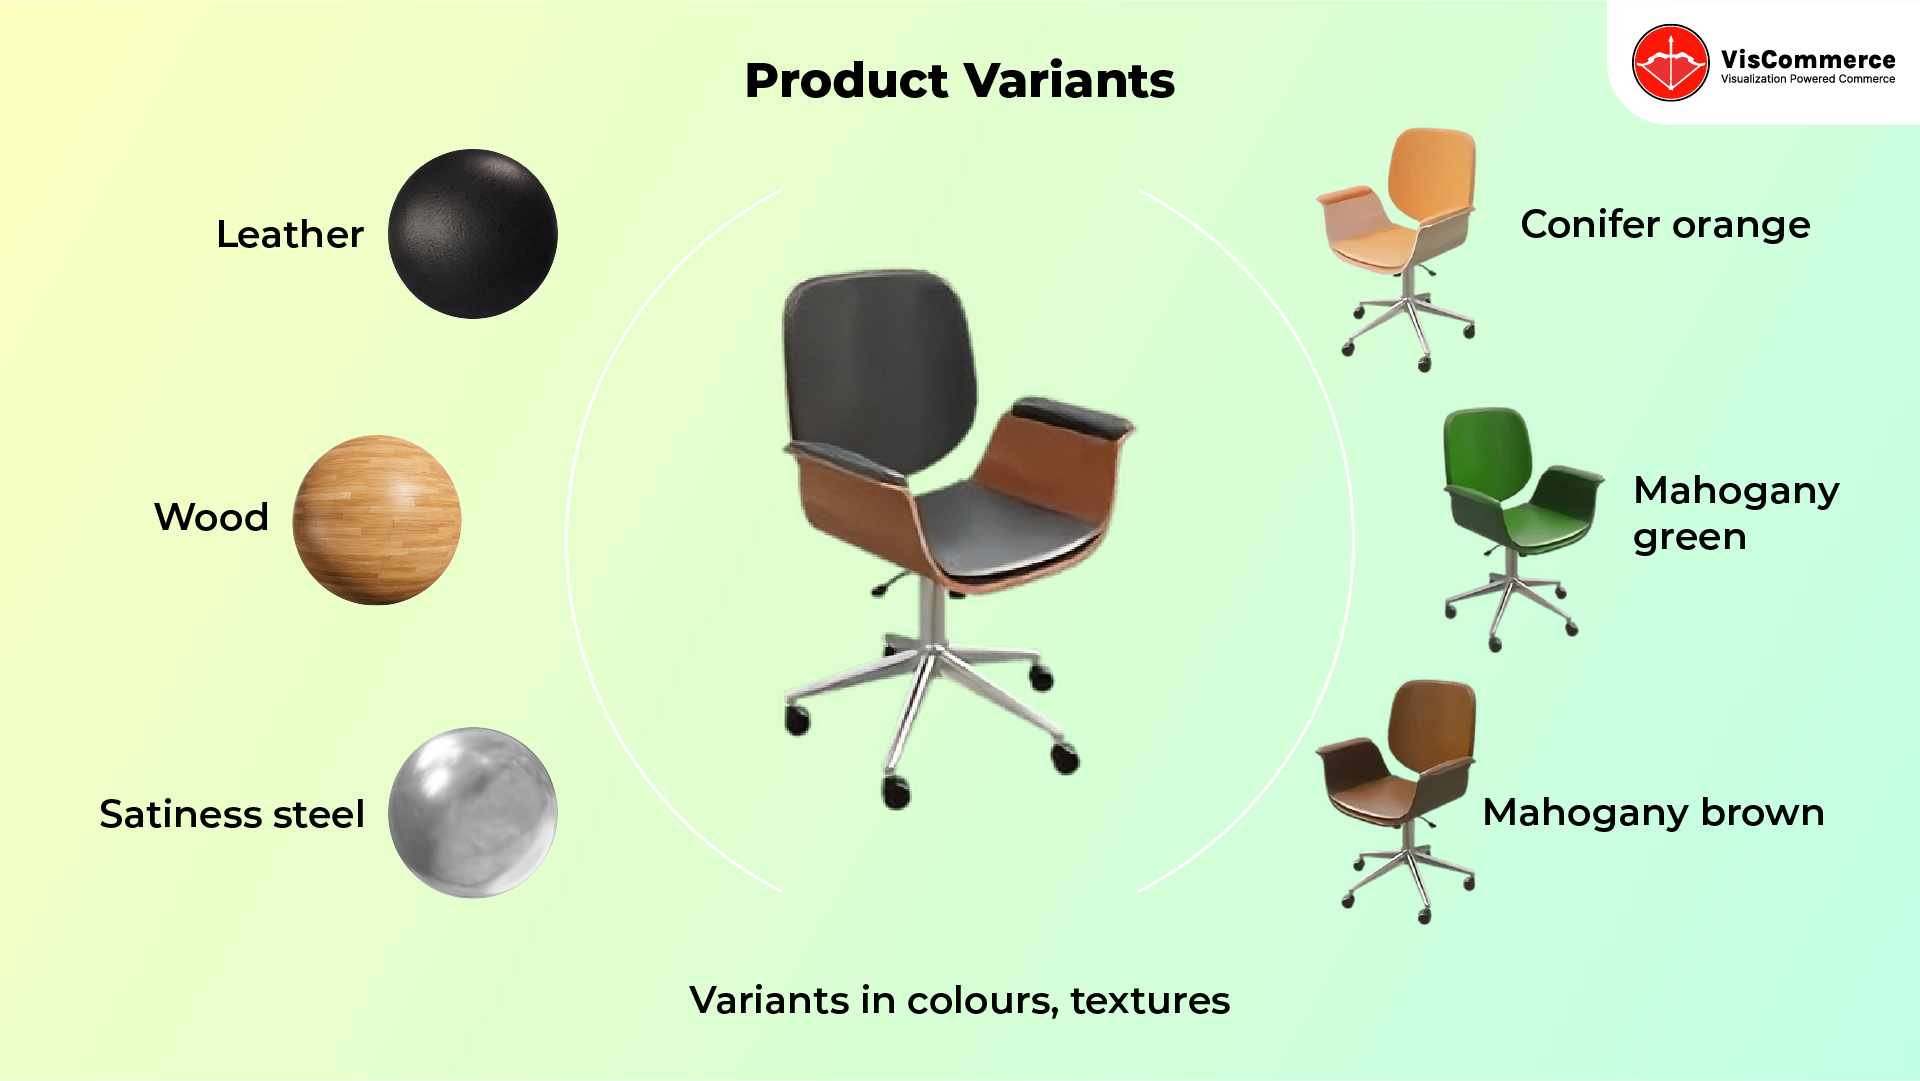 Product Variants
VisCommerce
Visualization Powered Commerce
Leather
Conifer orange
Wood
Mahogany
green
Satiness steel
Mahogany brown
Variants in colours, textures